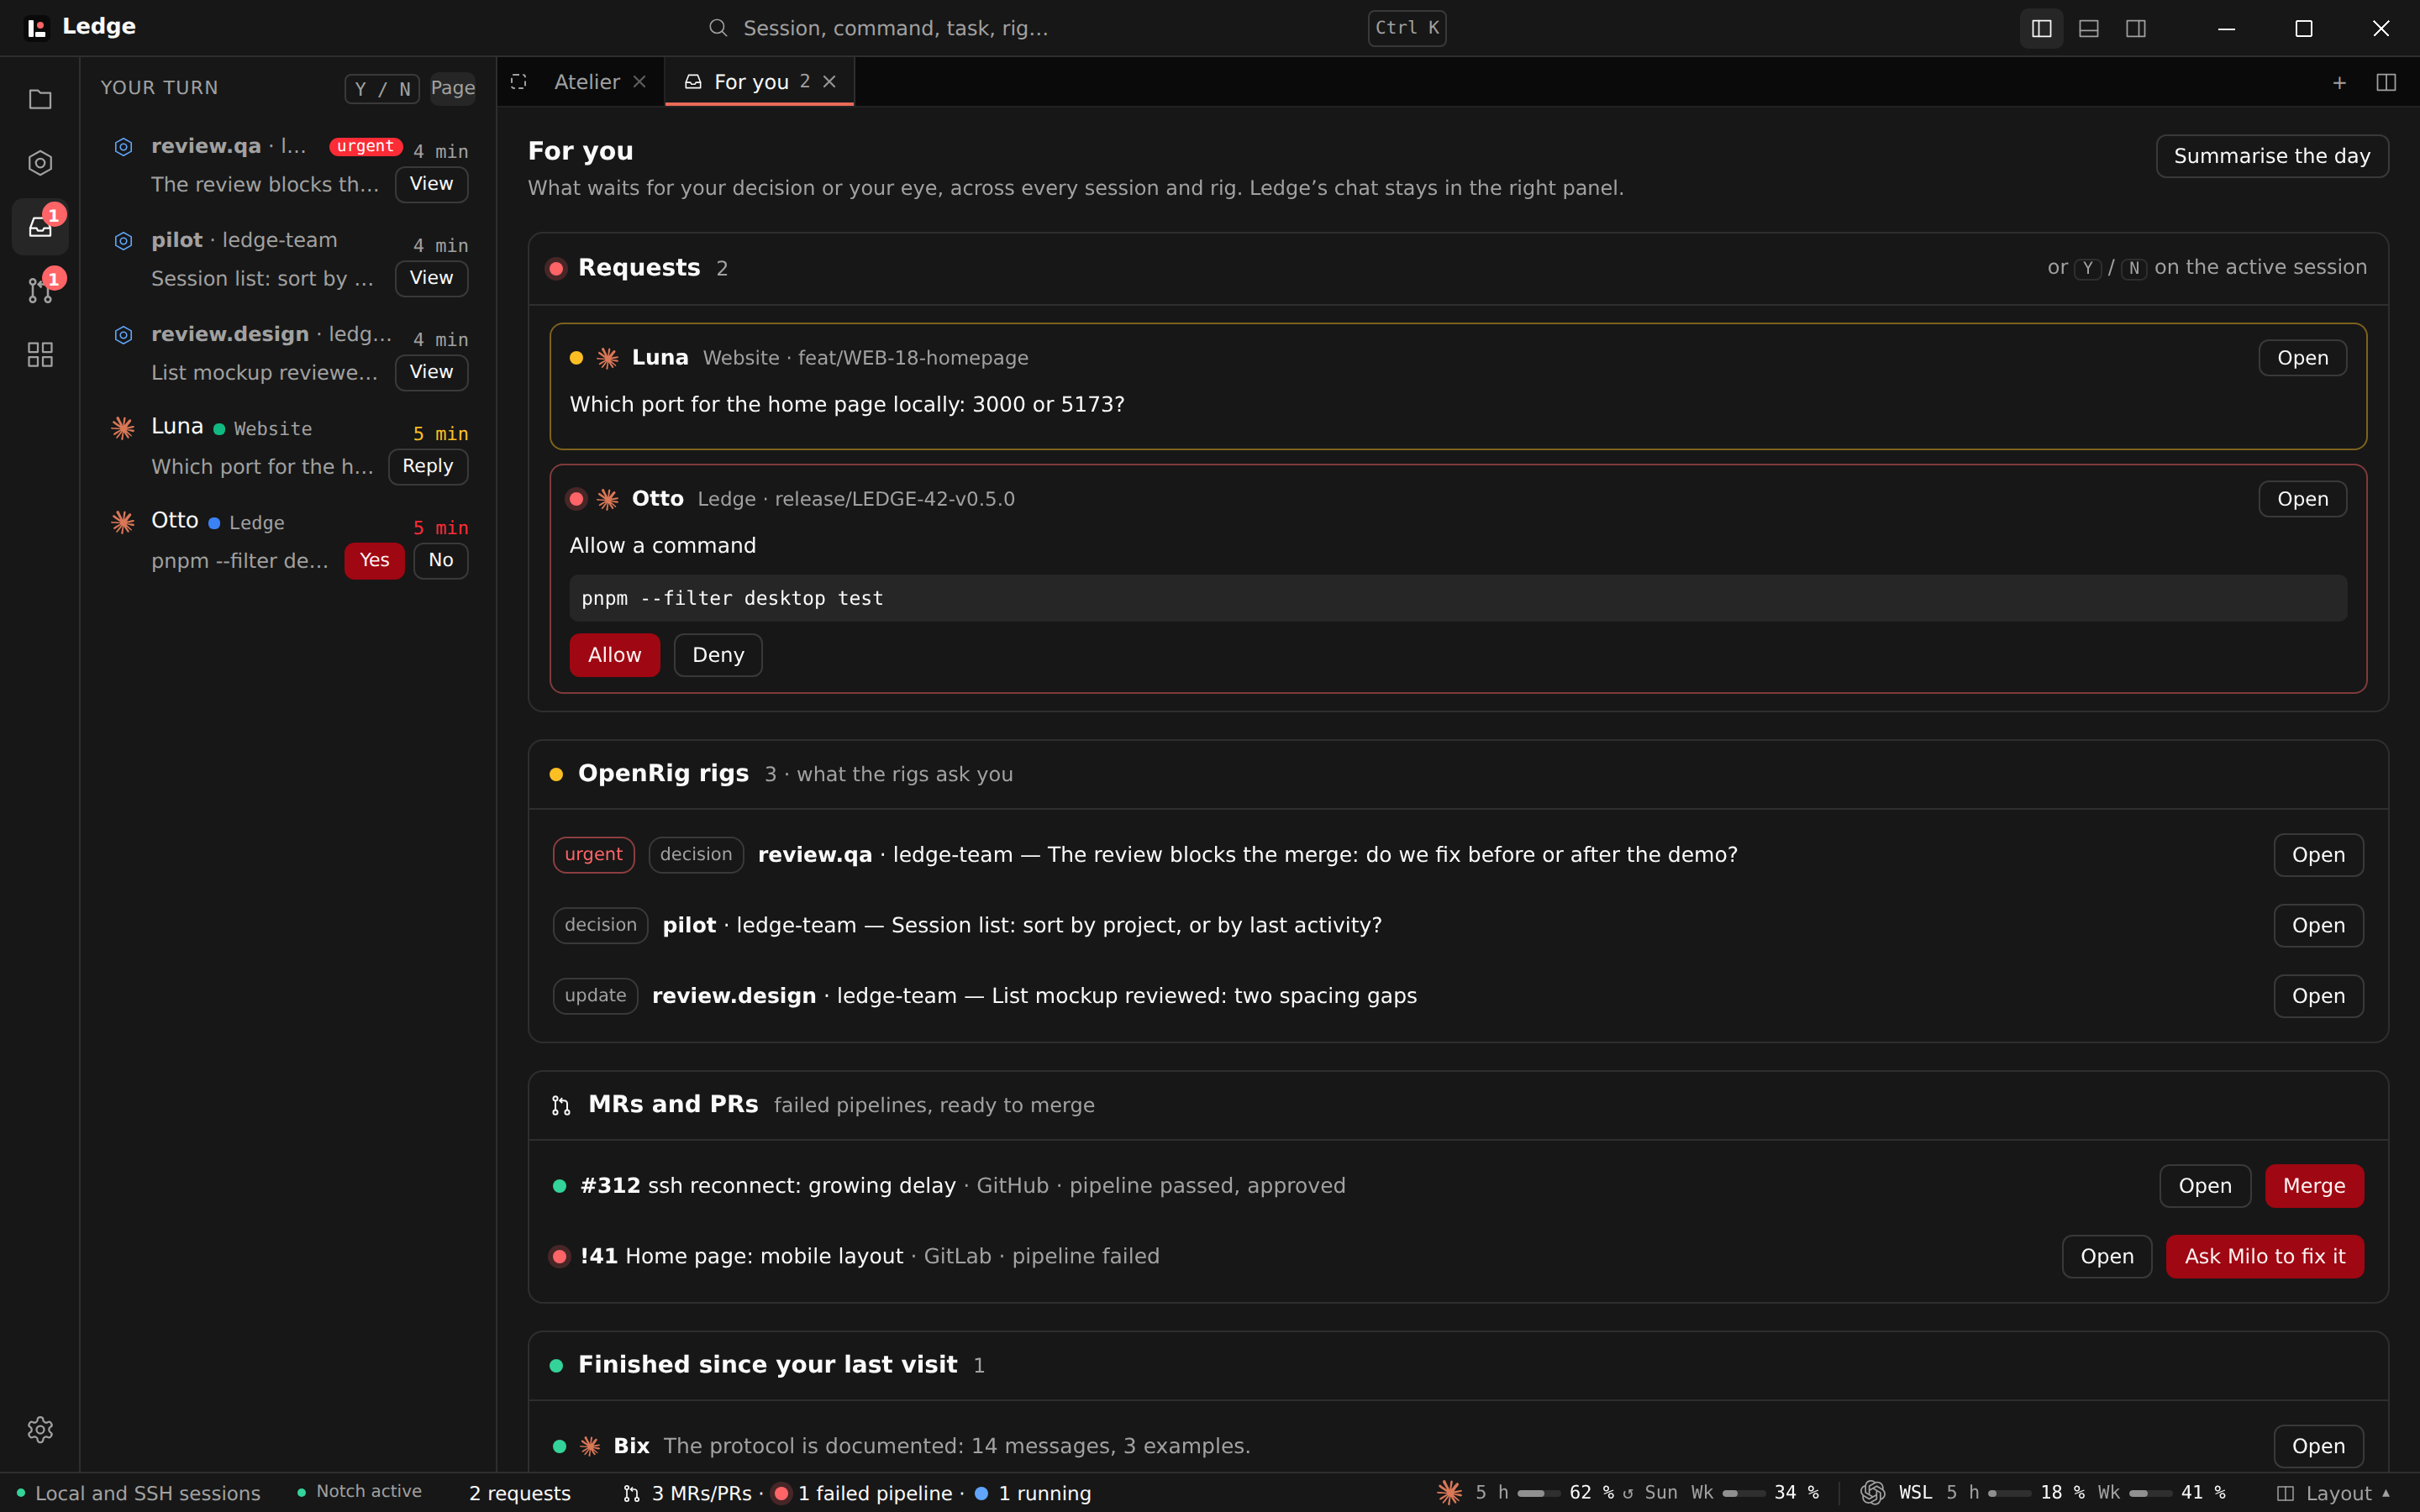 Ledge
Session, command, task, rig…
Ctrl K
YOUR TURN
Y / N
Page
review.qa · l…
urgent
4 min
The review blocks th…
View
pilot · ledge-team
4 min
Session list: sort by …
View
review.design · ledg…
4 min
List mockup reviewe…
View
Luna
Website
5 min
Which port for the h…
Reply
Otto
Ledge
5 min
pnpm --filter de…
Yes
No
1
1
Atelier
For you 2
For you
What waits for your decision or your eye, across every session and rig. Ledge’s chat stays in the right panel.
Summarise the day
Requests 2
or Y / N on the active session
Luna Website · feat/WEB-18-homepage
Open
Which port for the home page locally: 3000 or 5173?
Otto Ledge · release/LEDGE-42-v0.5.0
Open
Allow a command
pnpm --filter desktop test
Allow
Deny
OpenRig rigs 3 · what the rigs ask you
urgent decision review.qa · ledge-team — The review blocks the merge: do we fix before or after the demo?
Open
decision pilot · ledge-team — Session list: sort by project, or by last activity?
Open
update review.design · ledge-team — List mockup reviewed: two spacing gaps
Open
MRs and PRs failed pipelines, ready to merge
#312 ssh reconnect: growing delay · GitHub · pipeline passed, approved
Open
Merge
!41 Home page: mobile layout · GitLab · pipeline failed
Open
Ask Milo to fix it
Finished since your last visit 1
Bix The protocol is documented: 14 messages, 3 examples.
Open
Local and SSH sessions
Notch active
2 requests
3 MRs/PRs · 1 failed pipeline · 1 running
5 h 62 % ↺ Sun Wk 34 %
WSL 5 h 18 % Wk 41 %
Layout